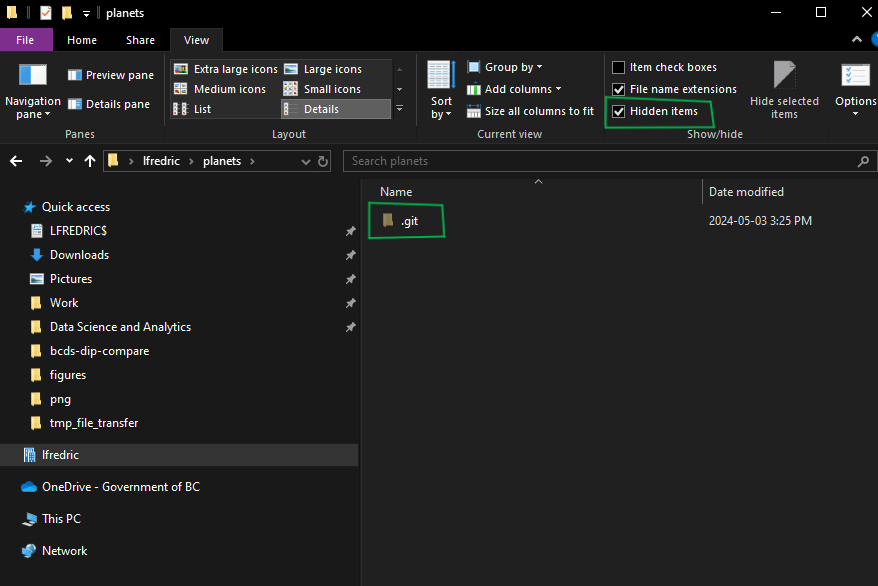 planets
File Home Share View
Navigation pane
Preview pane
Details pane
Panes
Extra large icons Large icons
Medium icons Small icons
List Details
Layout
Sort by
Group by
Add columns
Size all columns to fit
Current view
Item check boxes
File name extensions
Hidden items
Hide selected items
Show/hide
Options
lfredric planets
Search planets
Name Date modified
.git 2024-05-03 3:25 PM
Quick access
LFREDRIC$
Downloads
Pictures
Work
Data Science and Analytics
bcds-dip-compare
figures
png
tmp_file_transfer
lfredric
OneDrive - Government of BC
This PC
Network